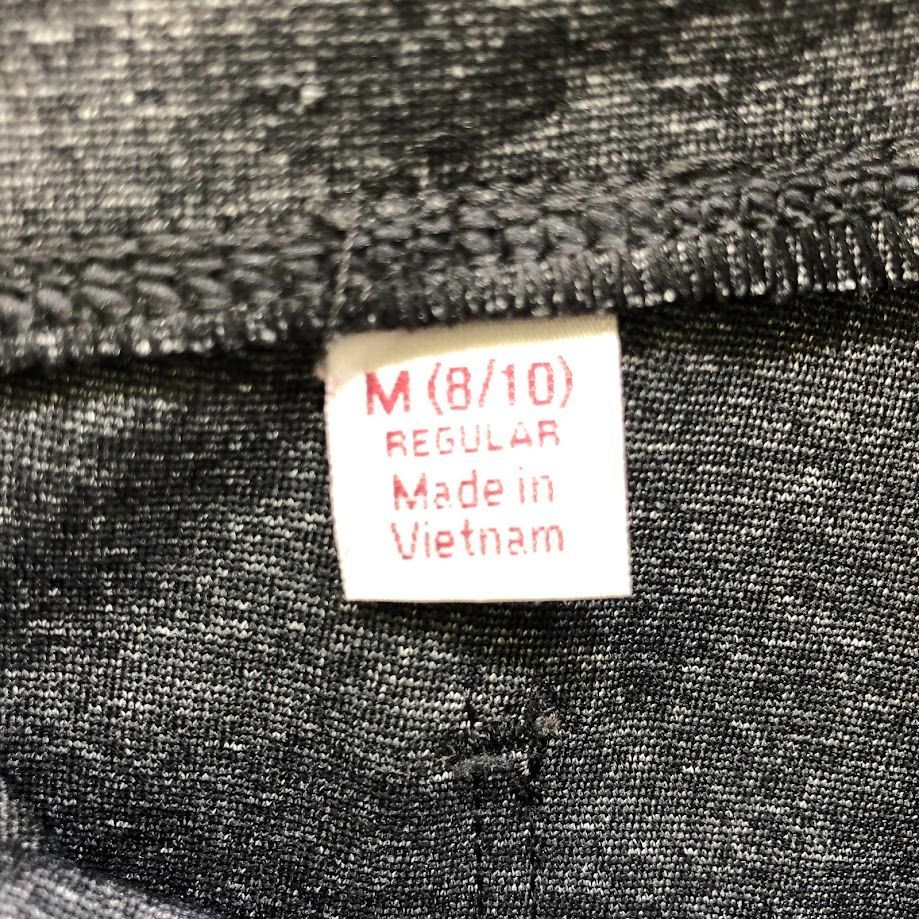 M (8/10)
REGULAR
Made in
Vietnam